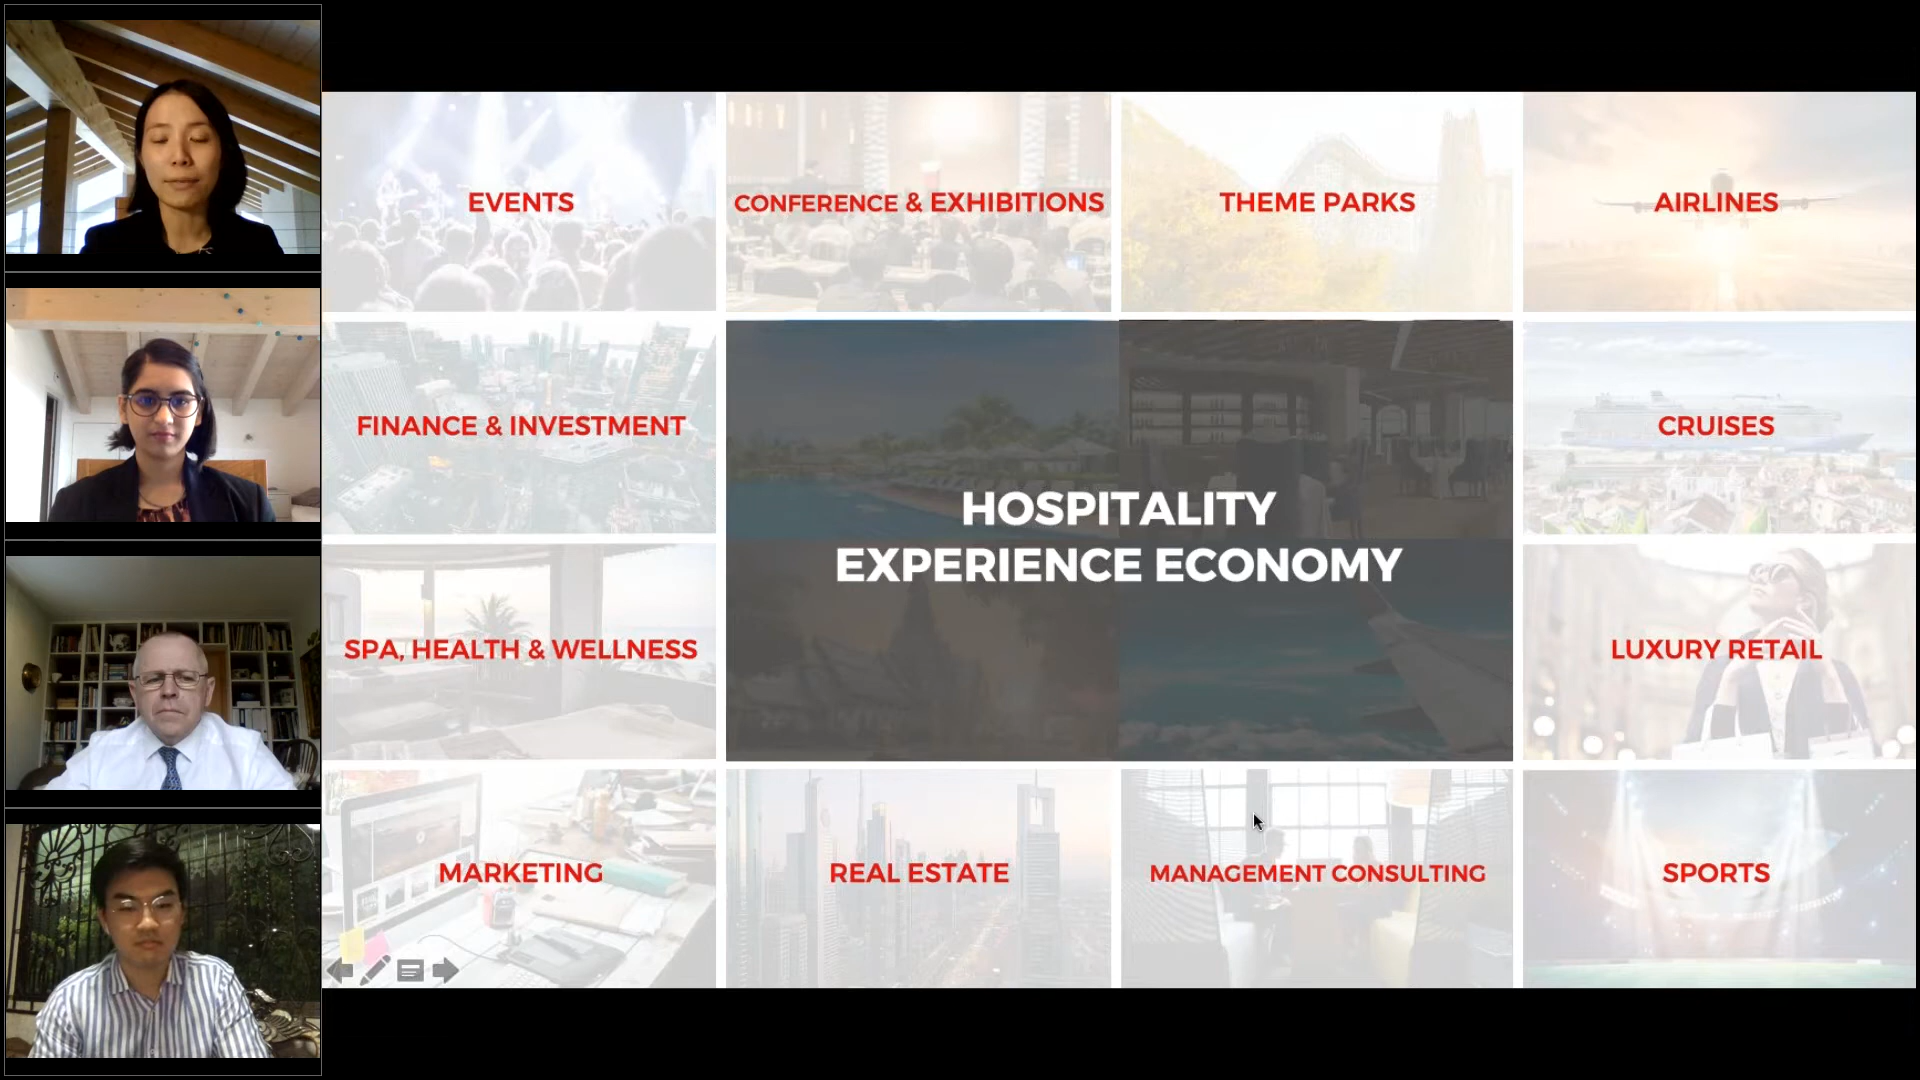 EVENTS
CONFERENCE & EXHIBITIONS
THEME PARKS
AIRLINES
FINANCE & INVESTMENT
HOSPITALITY
EXPERIENCE ECONOMY
CRUISES
SPA, HEALTH & WELLNESS
LUXURY RETAIL
MARKETING
REAL ESTATE
MANAGEMENT CONSULTING
SPORTS